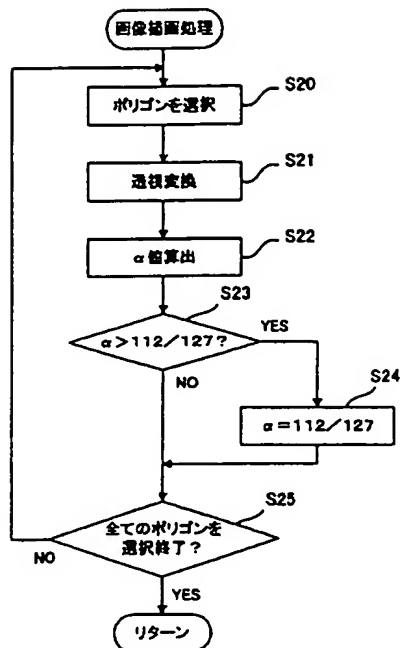 画像描画処理
S20
ポリゴンを選択
S21
透視変換
S22
α値算出
S23
α＞112／127？
YES
NO
S24
α＝112／127
S25
全てのポリゴンを
選択終了？
NO
YES
リターン